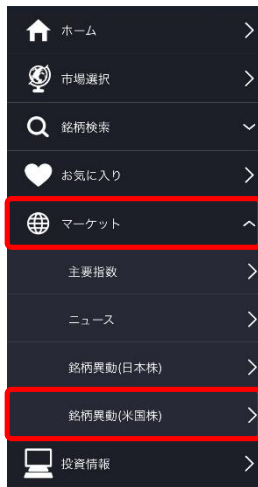 ホーム
市場選択
銘柄検索
お気に入り
マーケット
主要指数
ニュース
銘柄異動(日本株)
銘柄異動(米国株)
投資情報